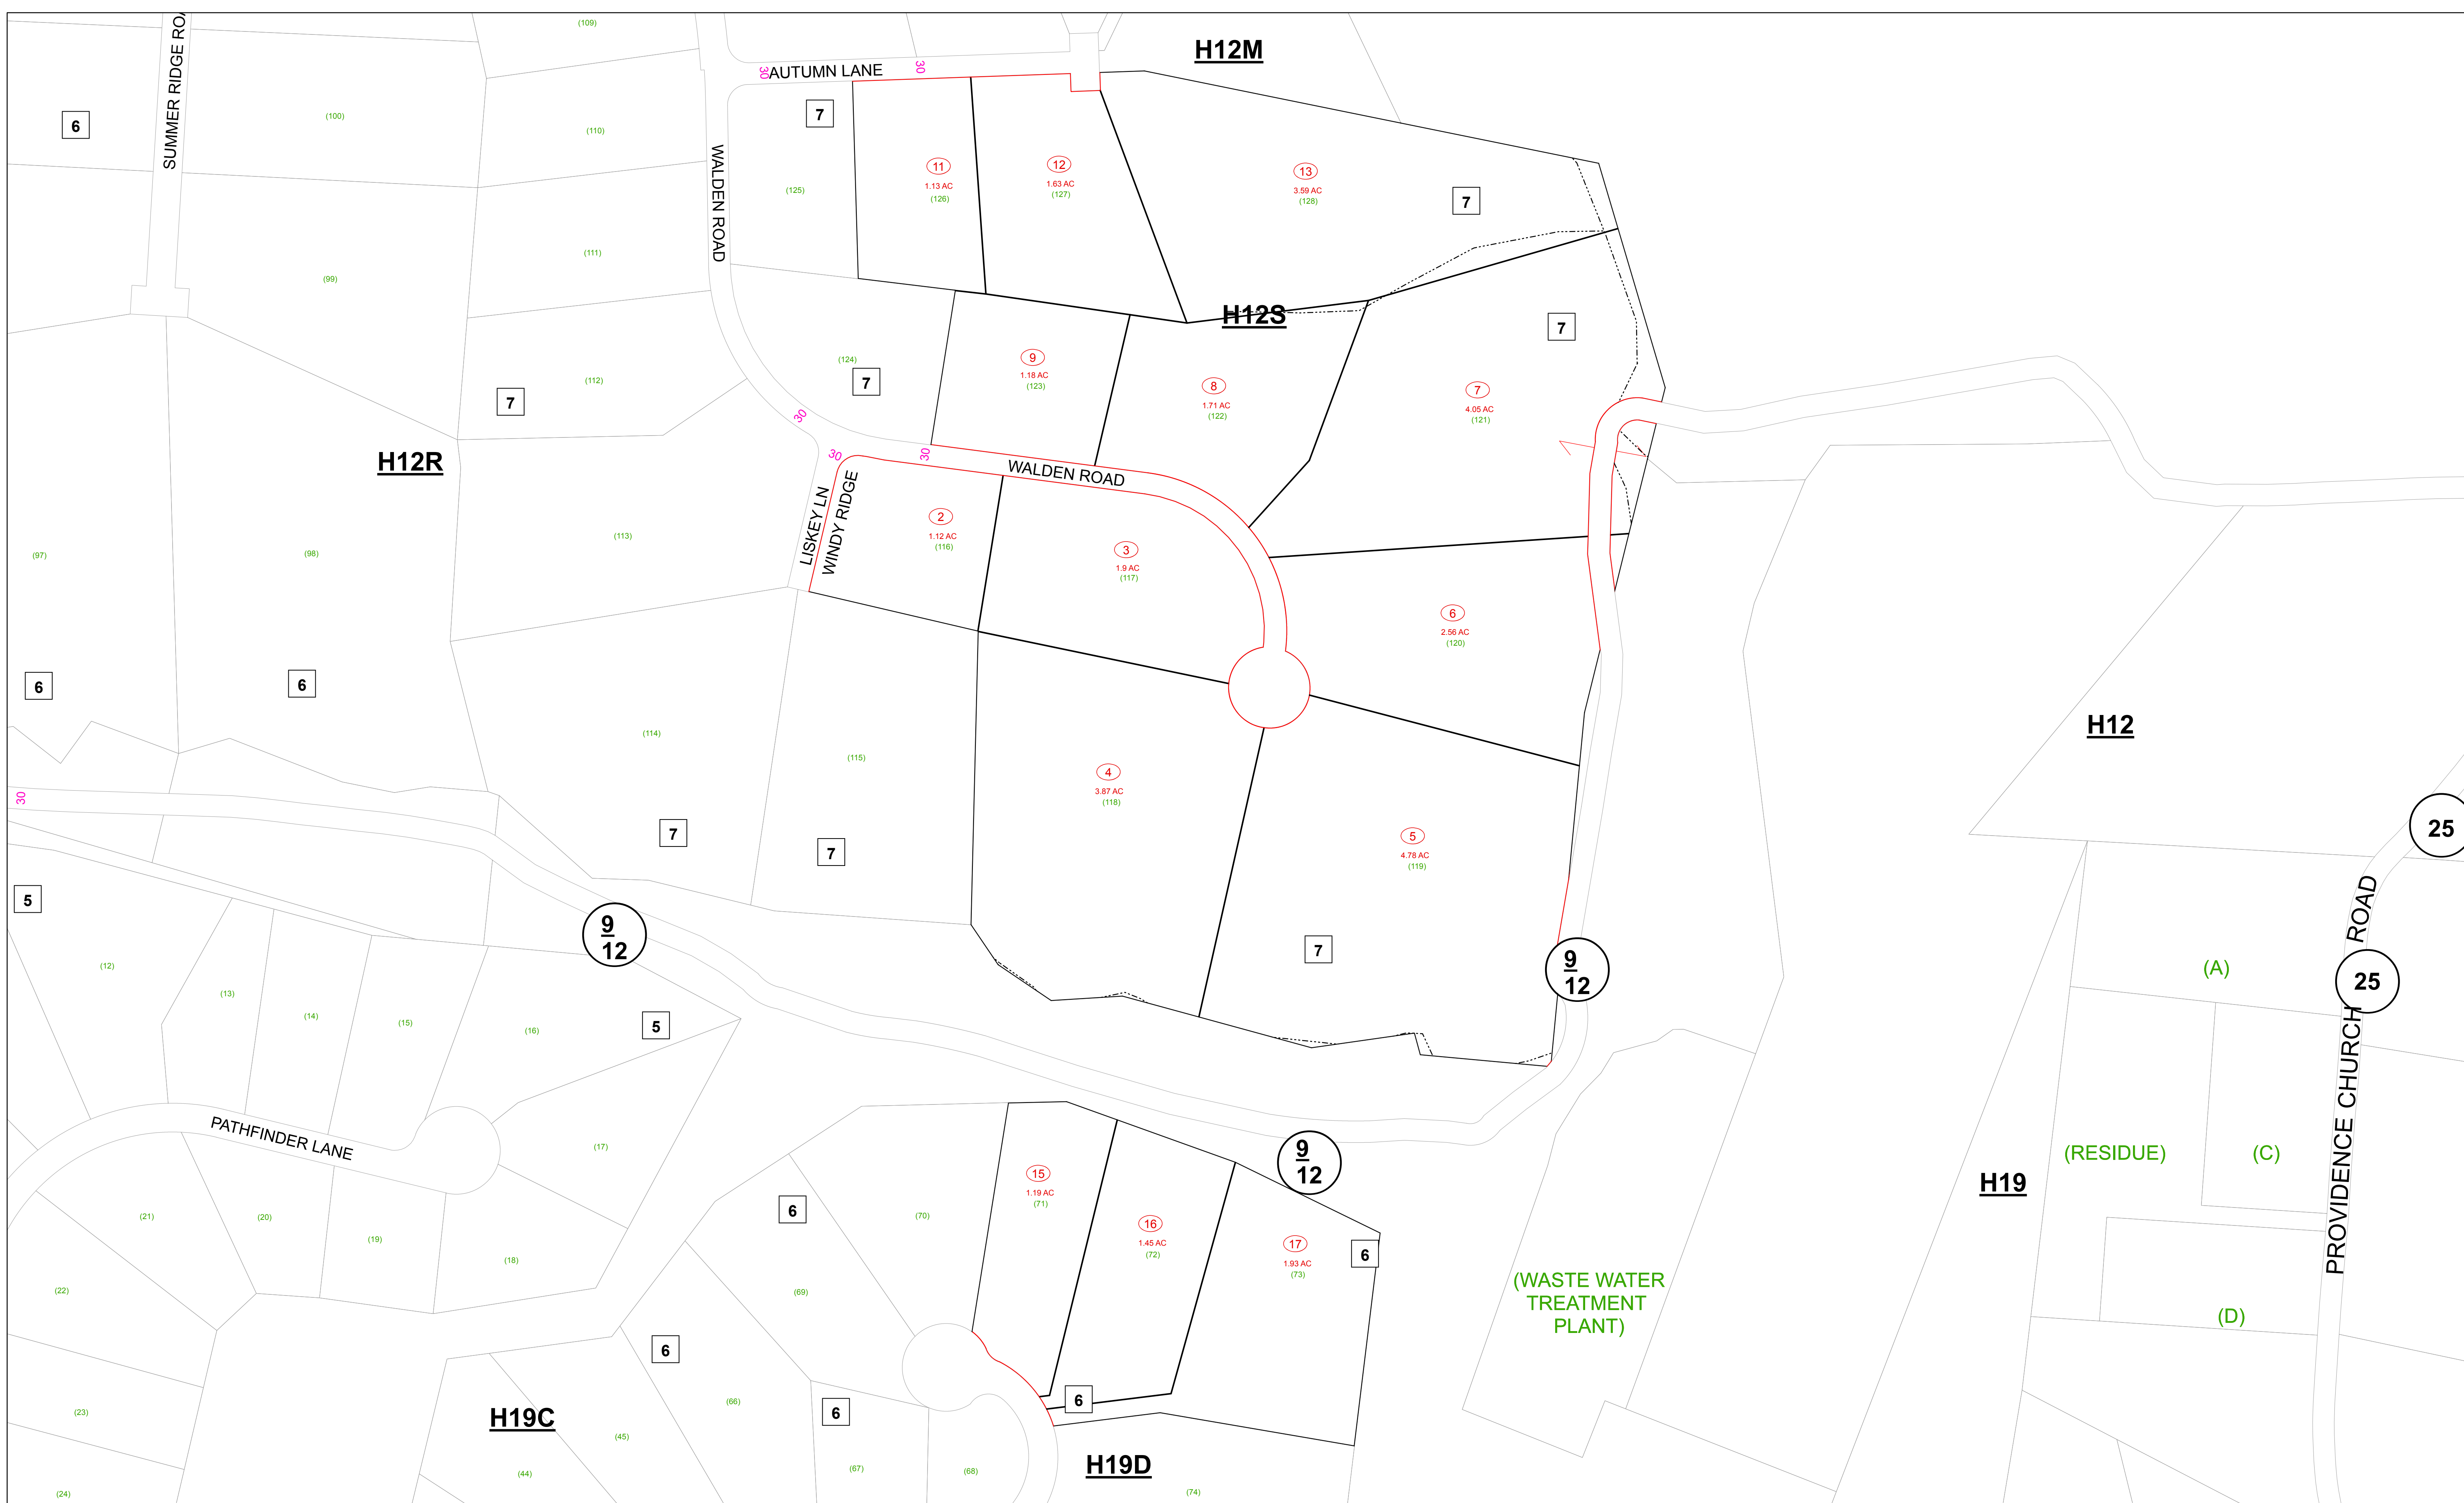 (109)
H12M
SUMMER RIDGE ROA
30
AUTUMN LANE
30
6
(100)
(110)
7
WALDEN ROAD
11
1.13 AC
(126)
12
1.63 AC
(127)
13
3.59 AC
(128)
7
(125)
(99)
(111)
H12S
7
(112)
7
(124)
7
9
1.18 AC
(123)
8
1.71 AC
(122)
7
4.05 AC
(121)
30
30
30
H12R
WALDEN ROAD
LISKEY LN
WINDY RIDGE
2
1.12 AC
(116)
3
1.9 AC
(117)
(97)
(98)
(113)
6
2.56 AC
(120)
6
6
(114)
(115)
H12
30
4
3.87 AC
(118)
7
7
5
4.78 AC
(119)
25
5
9
12
7
9
12
ROAD
(A)
25
(12)
(13)
(14)
(15)
(16)
5
PATHFINDER LANE
(17)
9
12
PROVIDENCE CHURCH
(RESIDUE)
(C)
H19
15
1.19 AC
(71)
6
(70)
16
1.45 AC
(72)
17
1.93 AC
(73)
6
(21)
(20)
(19)
(18)
(22)
(69)
(WASTE WATER
TREATMENT
PLANT)
(D)
6
6
6
(66)
(23)
H19C
(45)
(44)
(67)
(68)
H19D
(24)
(74)